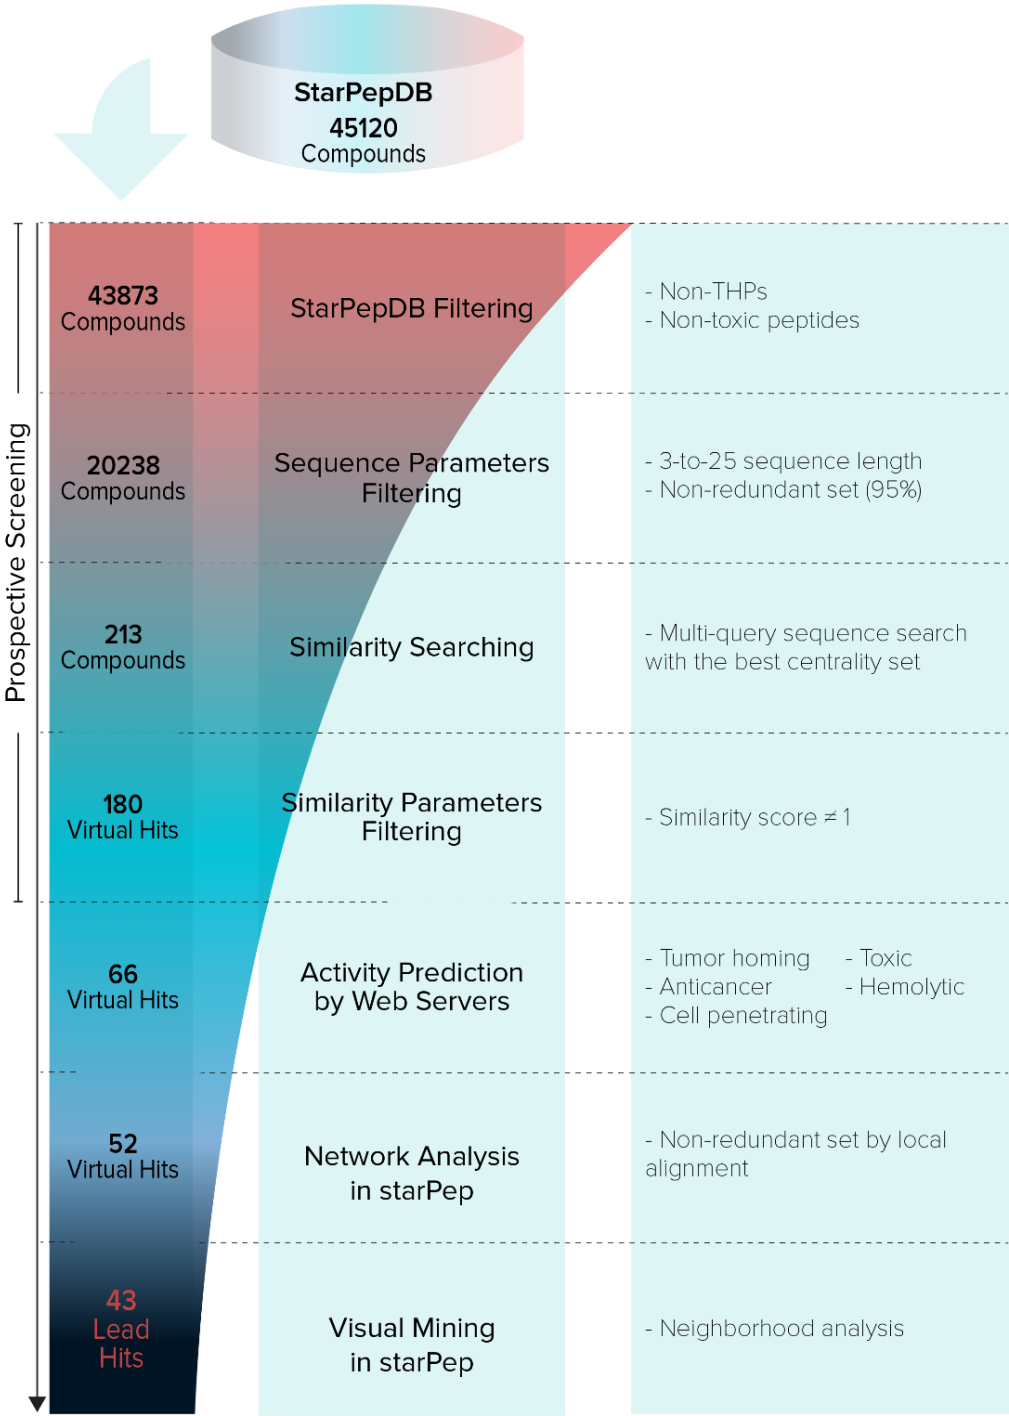 StarPepDB
45120
Compounds
Prospective Screening
43873
Compounds
StarPepDB Filtering
- Non-THPs
- Non-toxic peptides
20238
Compounds
Sequence Parameters
Filtering
- 3-to-25 sequence length
- Non-redundant set (95%)
213
Compounds
Similarity Searching
- Multi-query sequence search
with the best centrality set
180
Virtual Hits
Similarity Parameters
Filtering
- Similarity score ≠ 1
66
Virtual Hits
Activity Prediction
by Web Servers
- Tumor homing
- Anticancer
- Cell penetrating
- Toxic
- Hemolytic
52
Virtual Hits
Network Analysis
in starPep
- Non-redundant set by local
alignment
43
Lead
Hits
Visual Mining
in starPep
- Neighborhood analysis